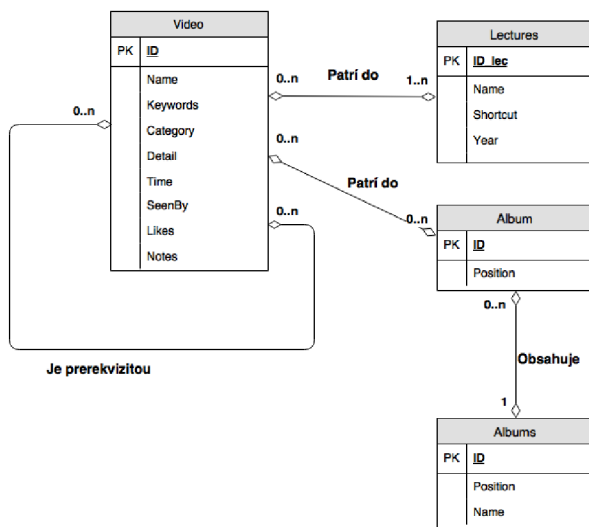 Video
PK ID
Name
Keywords
Category
Detail
Time
SeenBy
Likes
Notes
0..n
0..n
Patrí do
1..n
Lectures
PK ID_lec
Name
Shortcut
Year
0..n
Patrí do
0..n
Album
PK ID
Position
0..n
Je prerekvizitou
0..n
Obsahuje
1
Albums
PK ID
Position
Name